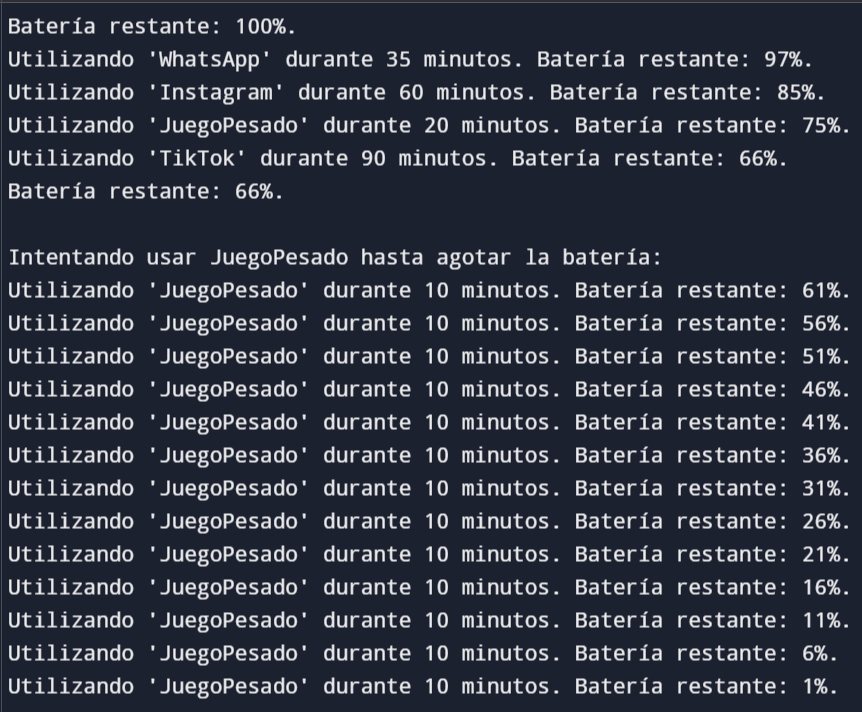 Batería restante: 100%.
Utilizando 'WhatsApp' durante 35 minutos. Batería restante: 97%.
Utilizando 'Instagram' durante 60 minutos. Batería restante: 85%.
Utilizando 'JuegoPesado' durante 20 minutos. Batería restante: 75%.
Utilizando 'TikTok' durante 90 minutos. Batería restante: 66%.
Batería restante: 66%.

Intentando usar JuegoPesado hasta agotar la batería:
Utilizando 'JuegoPesado' durante 10 minutos. Batería restante: 61%.
Utilizando 'JuegoPesado' durante 10 minutos. Batería restante: 56%.
Utilizando 'JuegoPesado' durante 10 minutos. Batería restante: 51%.
Utilizando 'JuegoPesado' durante 10 minutos. Batería restante: 46%.
Utilizando 'JuegoPesado' durante 10 minutos. Batería restante: 41%.
Utilizando 'JuegoPesado' durante 10 minutos. Batería restante: 36%.
Utilizando 'JuegoPesado' durante 10 minutos. Batería restante: 31%.
Utilizando 'JuegoPesado' durante 10 minutos. Batería restante: 26%.
Utilizando 'JuegoPesado' durante 10 minutos. Batería restante: 21%.
Utilizando 'JuegoPesado' durante 10 minutos. Batería restante: 16%.
Utilizando 'JuegoPesado' durante 10 minutos. Batería restante: 11%.
Utilizando 'JuegoPesado' durante 10 minutos. Batería restante: 6%.
Utilizando 'JuegoPesado' durante 10 minutos. Batería restante: 1%.